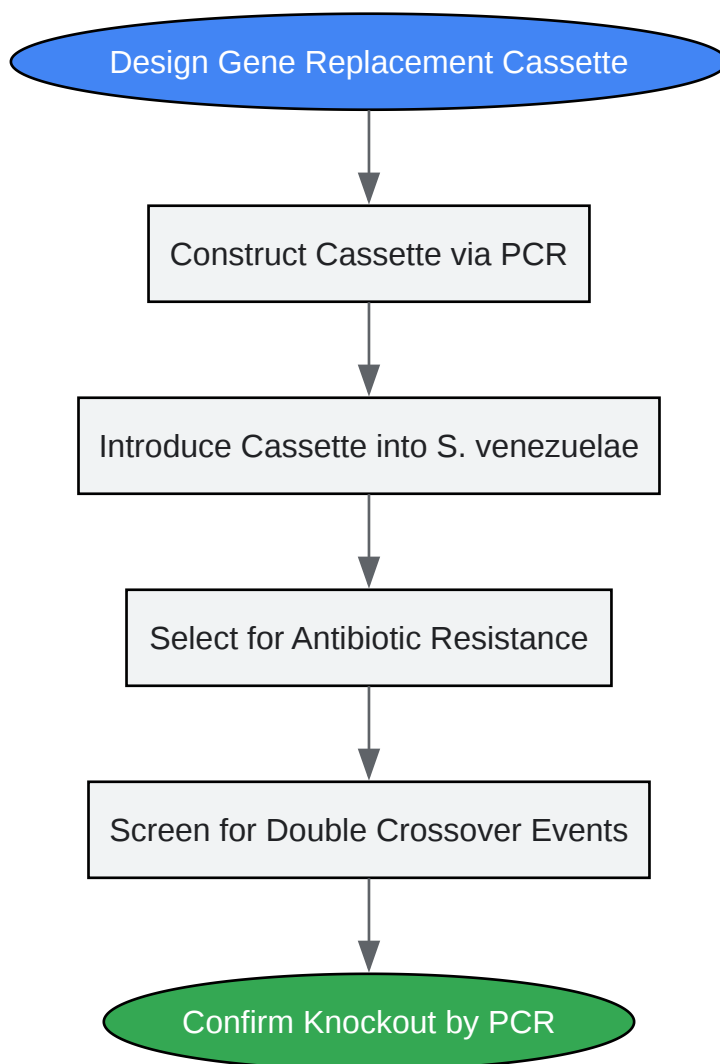 Design Gene Replacement Cassette
Construct Cassette via PCR
Introduce Cassette into S. venezuelae
Select for Antibiotic Resistance
Screen for Double Crossover Events
Confirm Knockout by PCR